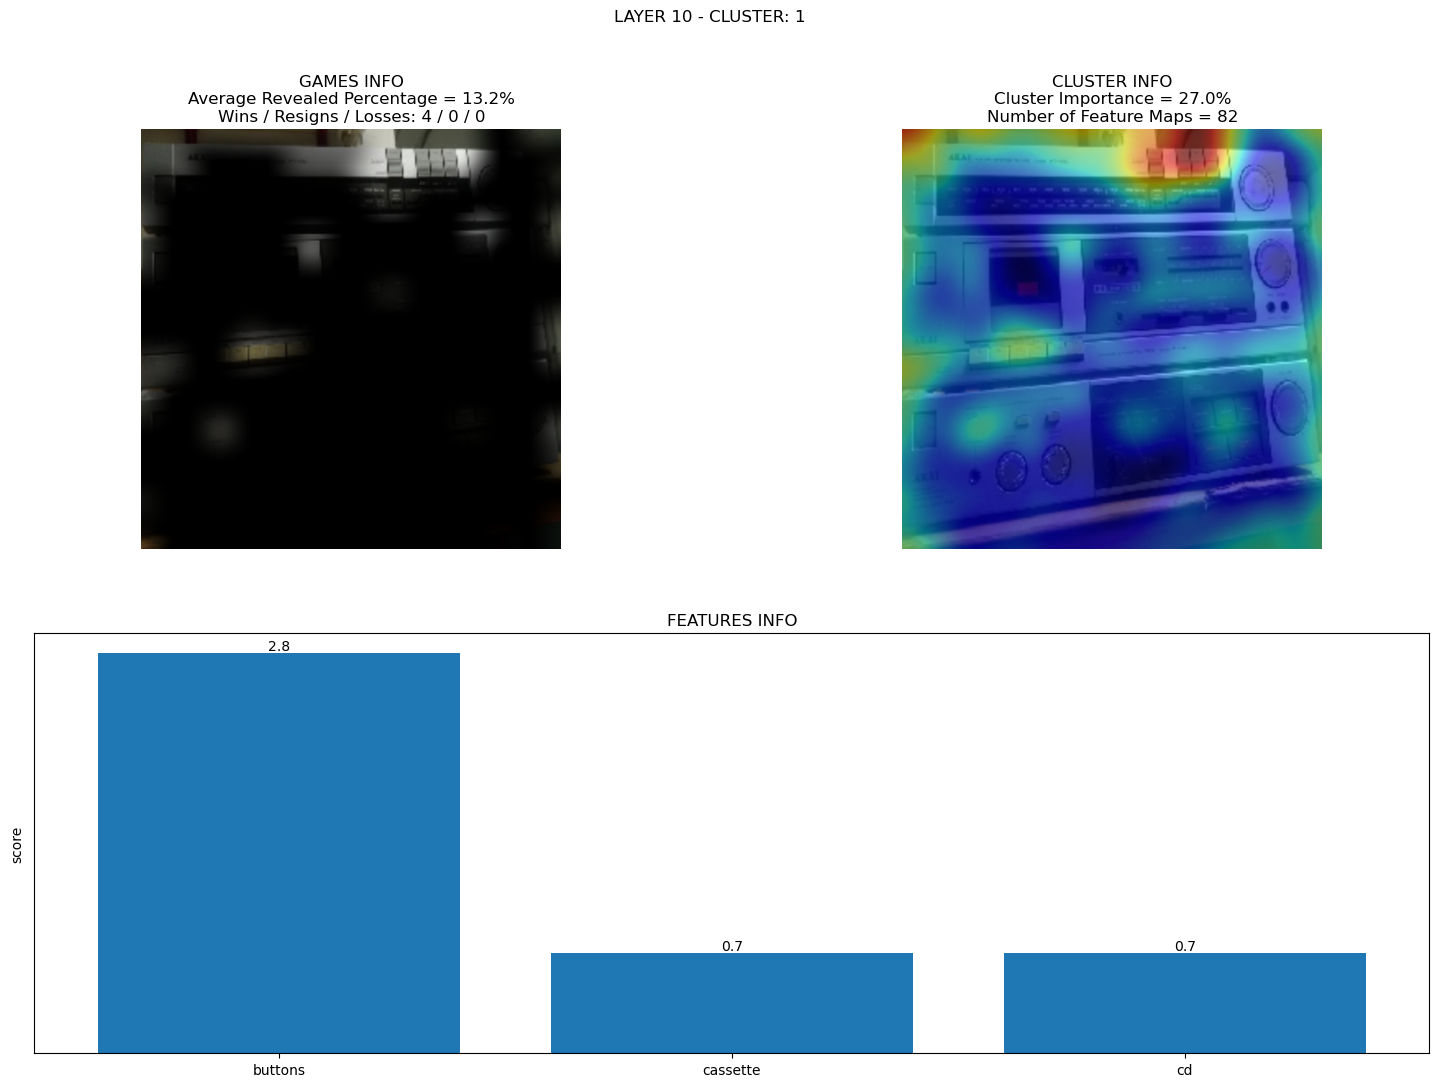 LAYER 10 - CLUSTER: 1
GAMES INFO
Average Revealed Percentage = 13.2%
Wins / Resigns / Losses: 4 / 0 / 0
CLUSTER INFO
Cluster Importance = 27.0%
Number of Feature Maps = 82
AKAI
AKAI
FEATURES INFO
score
2.8
0.7
0.7
buttons
cassette
cd